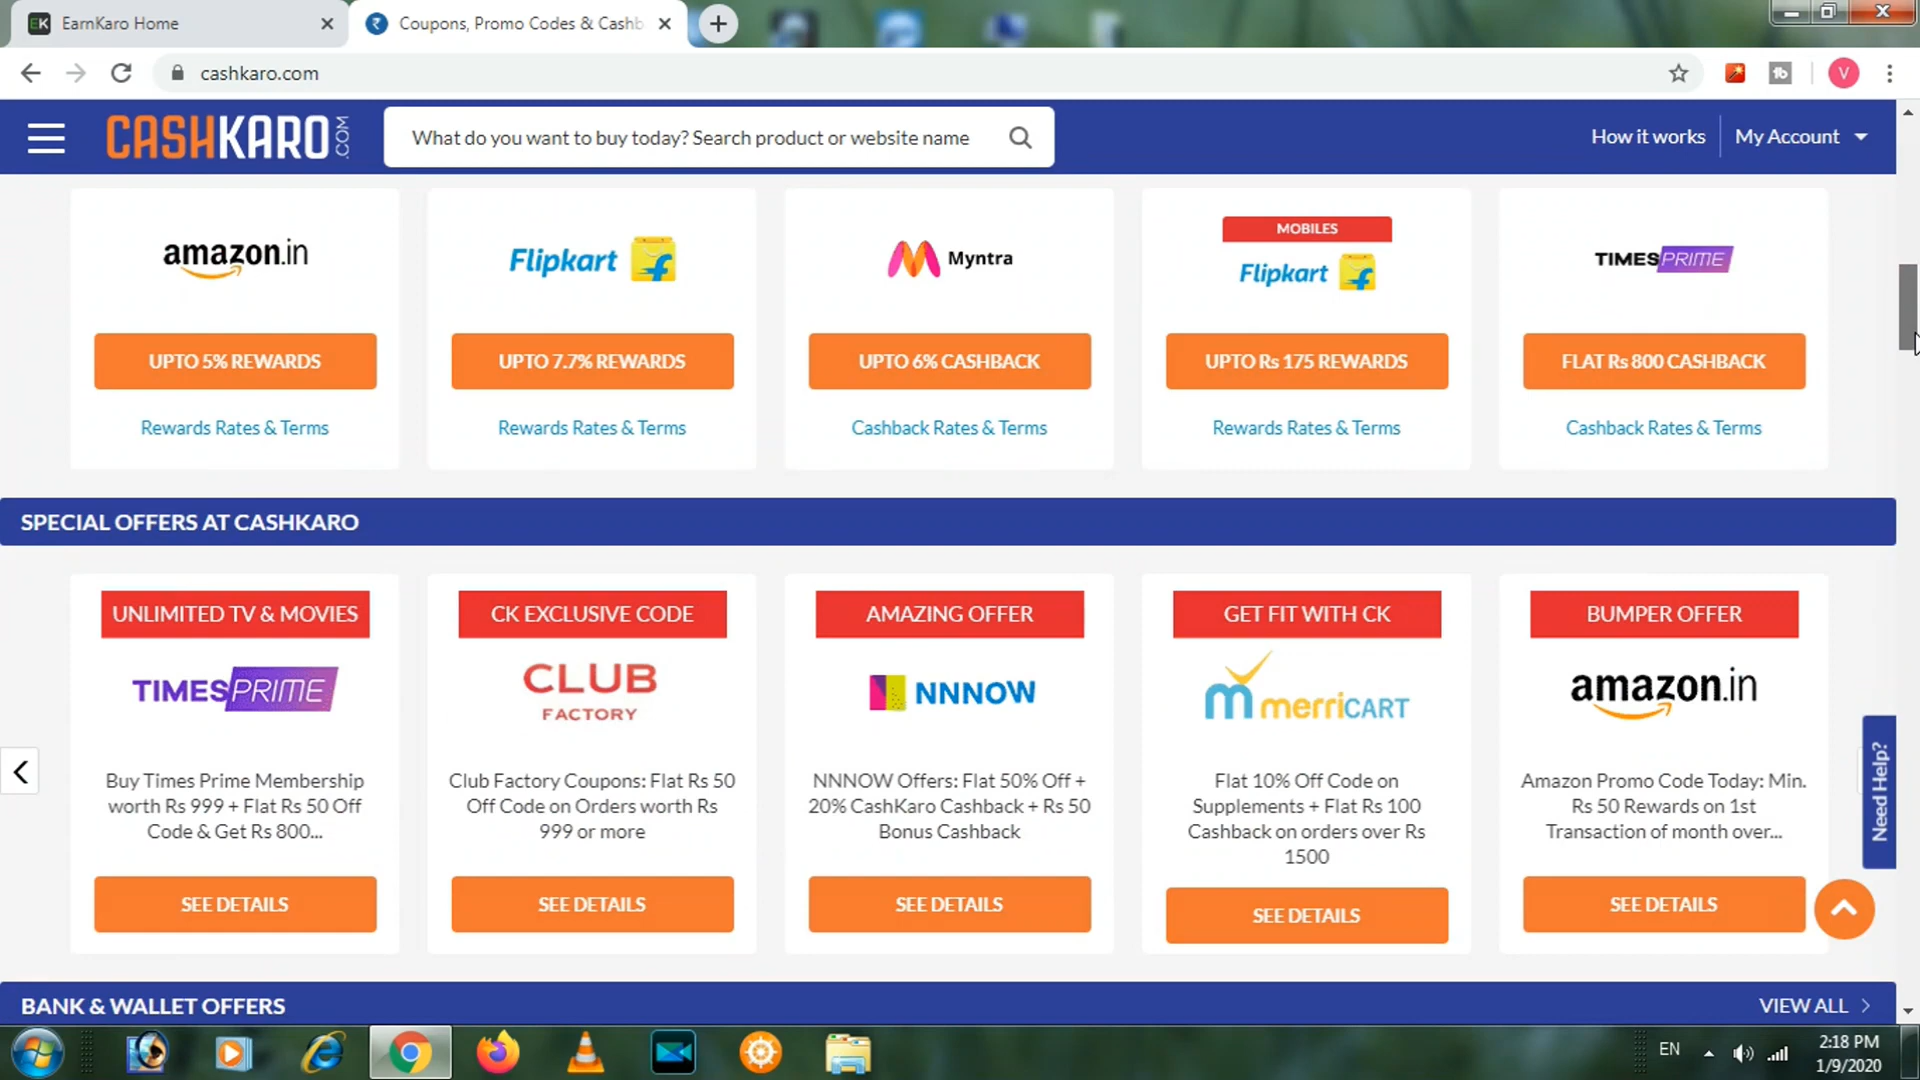 EK EarnKaro Home
₹ Coupons, Promo Codes & Cashb
cashkaro.com
tb
V
CASHKARO.COM
What do you want to buy today? Search product or website name
How it works
My Account
amazon.in
Flipkart
Myntra
MOBILES
Flipkart
TIMESPRIME
UPTO 5% REWARDS
UPTO 7.7% REWARDS
UPTO 6% CASHBACK
UPTO Rs 175 REWARDS
FLAT Rs 800 CASHBACK
Rewards Rates & Terms
Rewards Rates & Terms
Cashback Rates & Terms
Rewards Rates & Terms
Cashback Rates & Terms
SPECIAL OFFERS AT CASHKARO
UNLIMITED TV & MOVIES
TIMESPRIME
Buy Times Prime Membership
worth Rs 999 + Flat Rs 50 Off
Code & Get Rs 800...
SEE DETAILS
CK EXCLUSIVE CODE
CLUB
FACTORY
Club Factory Coupons: Flat Rs 50
Off Code on Orders worth Rs
999 or more
SEE DETAILS
AMAZING OFFER
NNNOW
NNNOW Offers: Flat 50% Off +
20% CashKaro Cashback + Rs 50
Bonus Cashback
SEE DETAILS
GET FIT WITH CK
merriCART
Flat 10% Off Code on
Supplements + Flat Rs 100
Cashback on orders over Rs
1500
SEE DETAILS
BUMPER OFFER
amazon.in
Amazon Promo Code Today: Min.
Rs 50 Rewards on 1st
Transaction of month over...
SEE DETAILS
Need Help?
BANK & WALLET OFFERS
VIEW ALL
EN
2:18 PM
1/9/2020